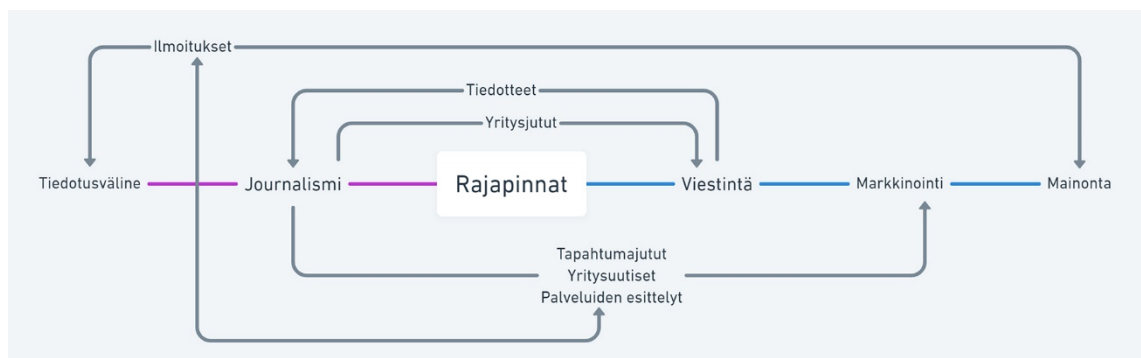 Ilmoitukset
Tiedotteet
Yritysjutut
Tiedotusväline
Journalismi
Rajapinnat
Viestintä
Markkinointi
Mainonta
Tapahtumajutut
Yritysuutiset
Palveluiden esittelyt